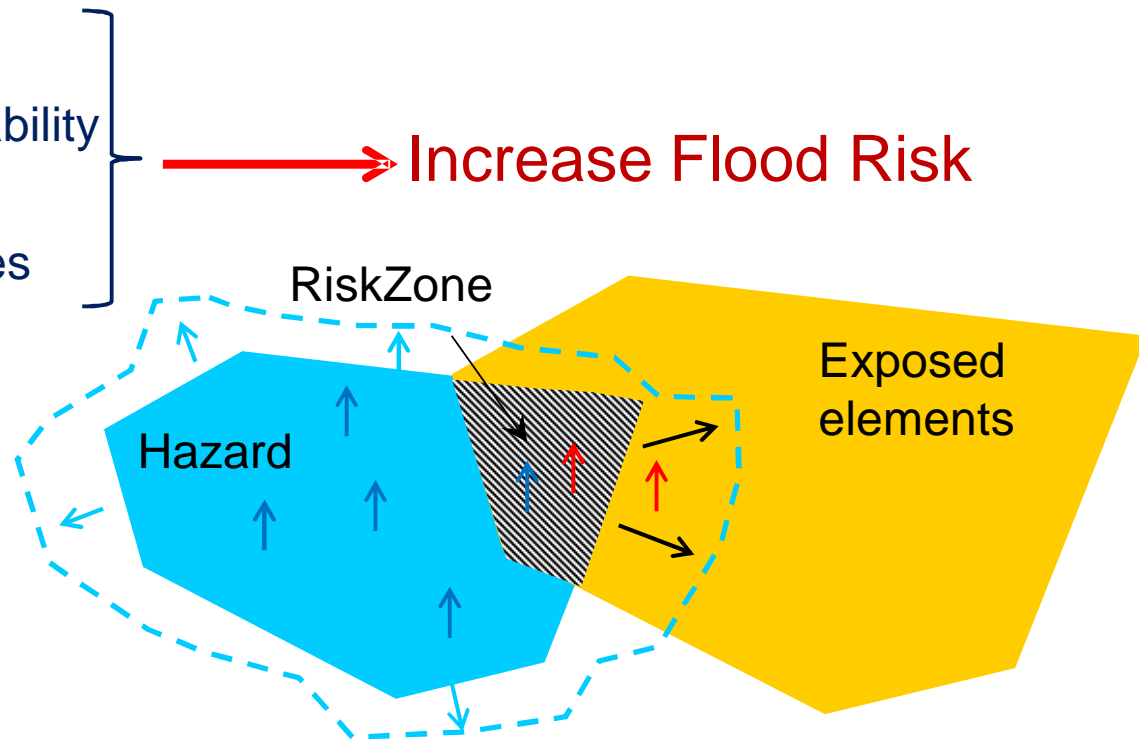 ability
Increase Flood Risk
es
RiskZone
Exposed
elements
Hazard